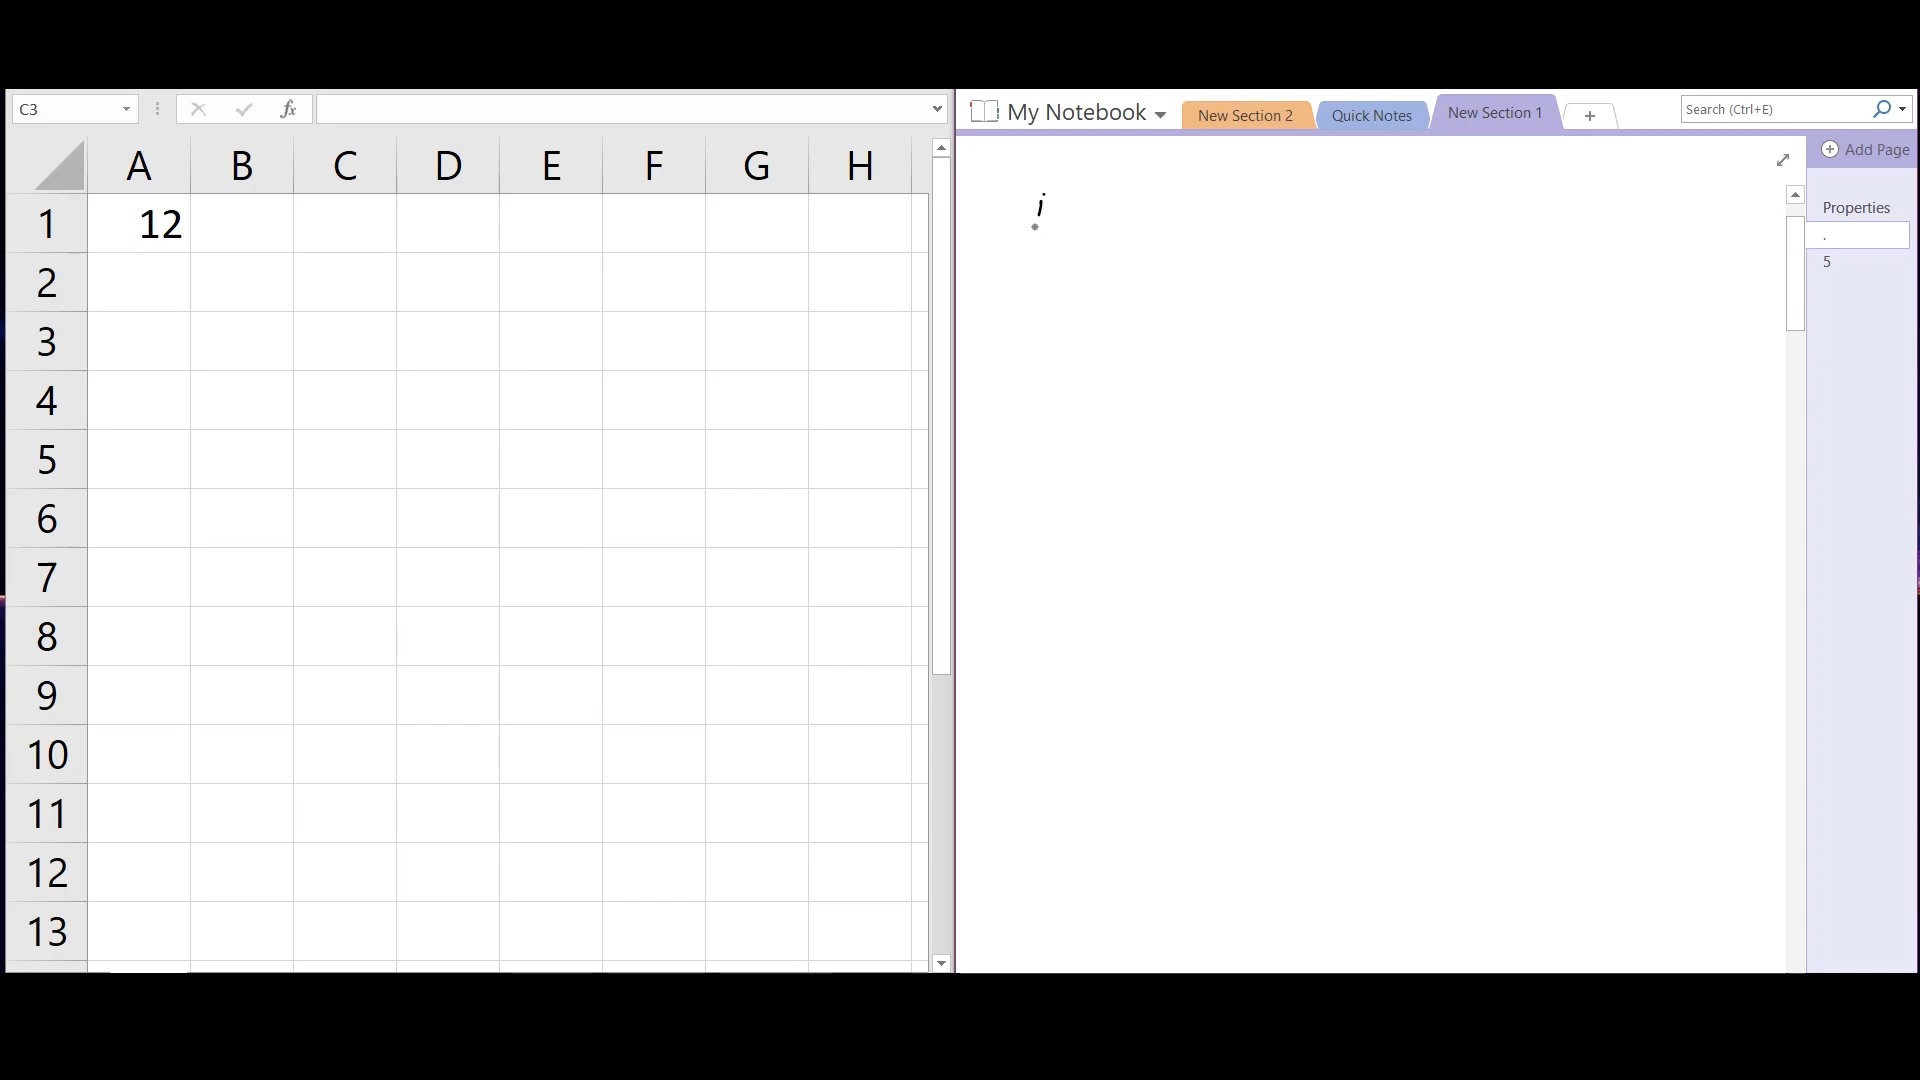 C3
fx
My Notebook
New Section 2
Quick Notes
New Section 1
+
Search (Ctrl+E)
A B C D E F G H
1 12
2
3
4
5
6
7
8
9
10
11
12
13
i
Add Page
Properties
.
5